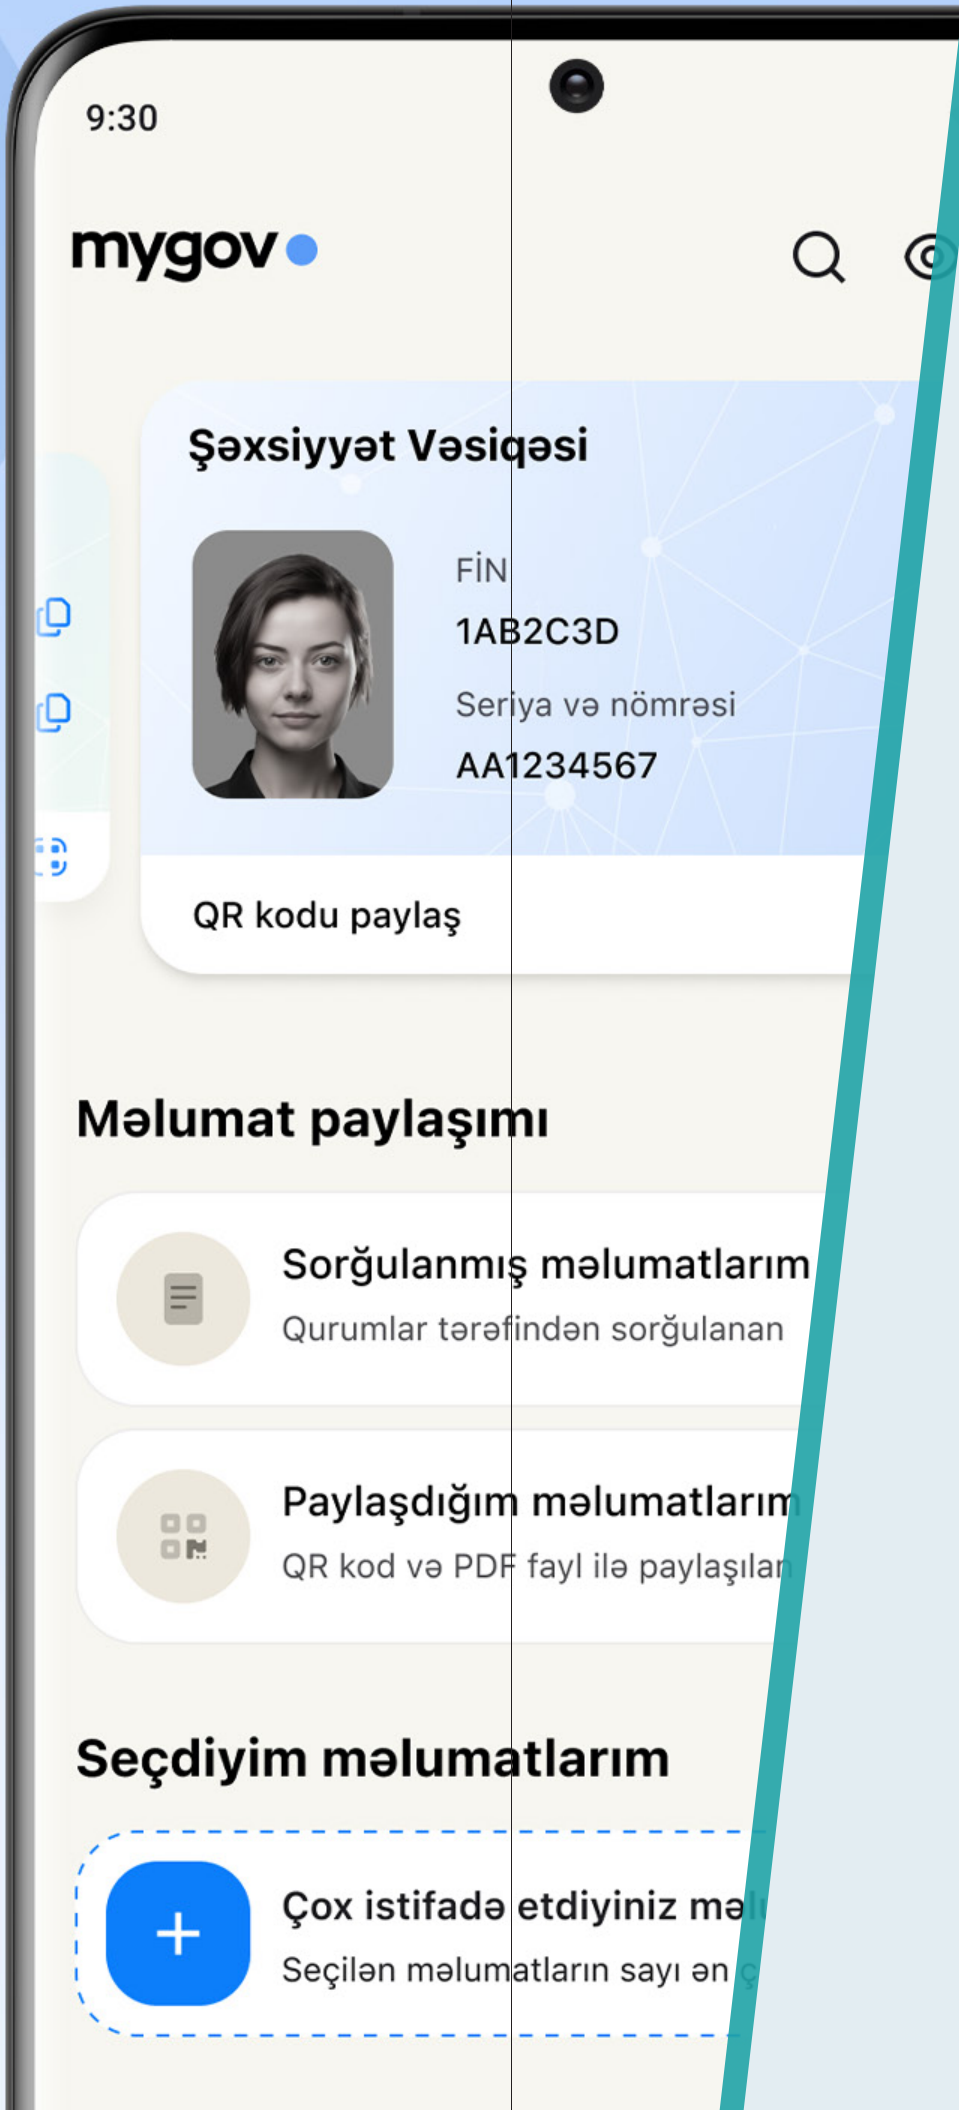 9:30
mygov
Şəxsiyyət Vəsiqəsi
FİN
1AB2C3D
Seriya və nömrəsi
AA1234567
QR kodu paylaş
Məlumat paylaşımı
Sorğulanmış məlumatlarım
Qurumlar tərəfindən sorğulanan
Paylaşdığım məlumatlarım
QR kod və PDF fayl ilə paylaşılan
Seçdiyim məlumatlarım
Çox istifadə etdiyiniz
Seçilən məlumatların sayı ən